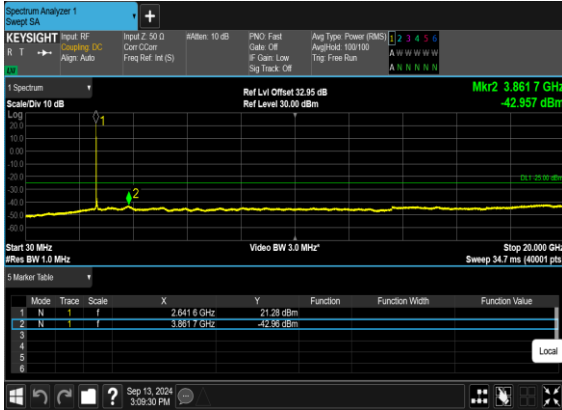 Spectrum Analyzer 1
Swept SA
+
KEYSIGHT
R T
Input: RF
Coupling: DC
Align: Auto
Input Z: 50 Ω
Corr CCorr
Freq Ref: Int (S)
#Atten: 10 dB
PNO: Fast
Gate: Off
IF Gain: Low
Sig Track: Off
Avg Type: Power (RMS)
Avg|Hold: 100/100
Trig: Free Run
1 2 3 4 5 6
A W W W W W
A N N N N N
1 Spectrum
Scale/Div 10 dB
Ref Lvl Offset 32.95 dB
Ref Level 30.00 dBm
Mkr2 3.861 7 GHz
-42.957 dBm
Log
20.0
10.0
0.00
-10.0
-20.0
-30.0
-40.0
-50.0
-60.0
1
2
DL1 -25.00 dBm
Start 30 MHz
#Res BW 1.0 MHz
Video BW 3.0 MHz*
Stop 20.000 GHz
Sweep 34.7 ms (40001 pts)
5 Marker Table
Mode Trace Scale X Y Function Function Width Function Value
1 N 1 f 2.641 6 GHz 21.28 dBm
2 N 1 f 3.861 7 GHz -42.96 dBm
3
4
5
6
Local
?
Sep 13, 2024
3:09:30 PM